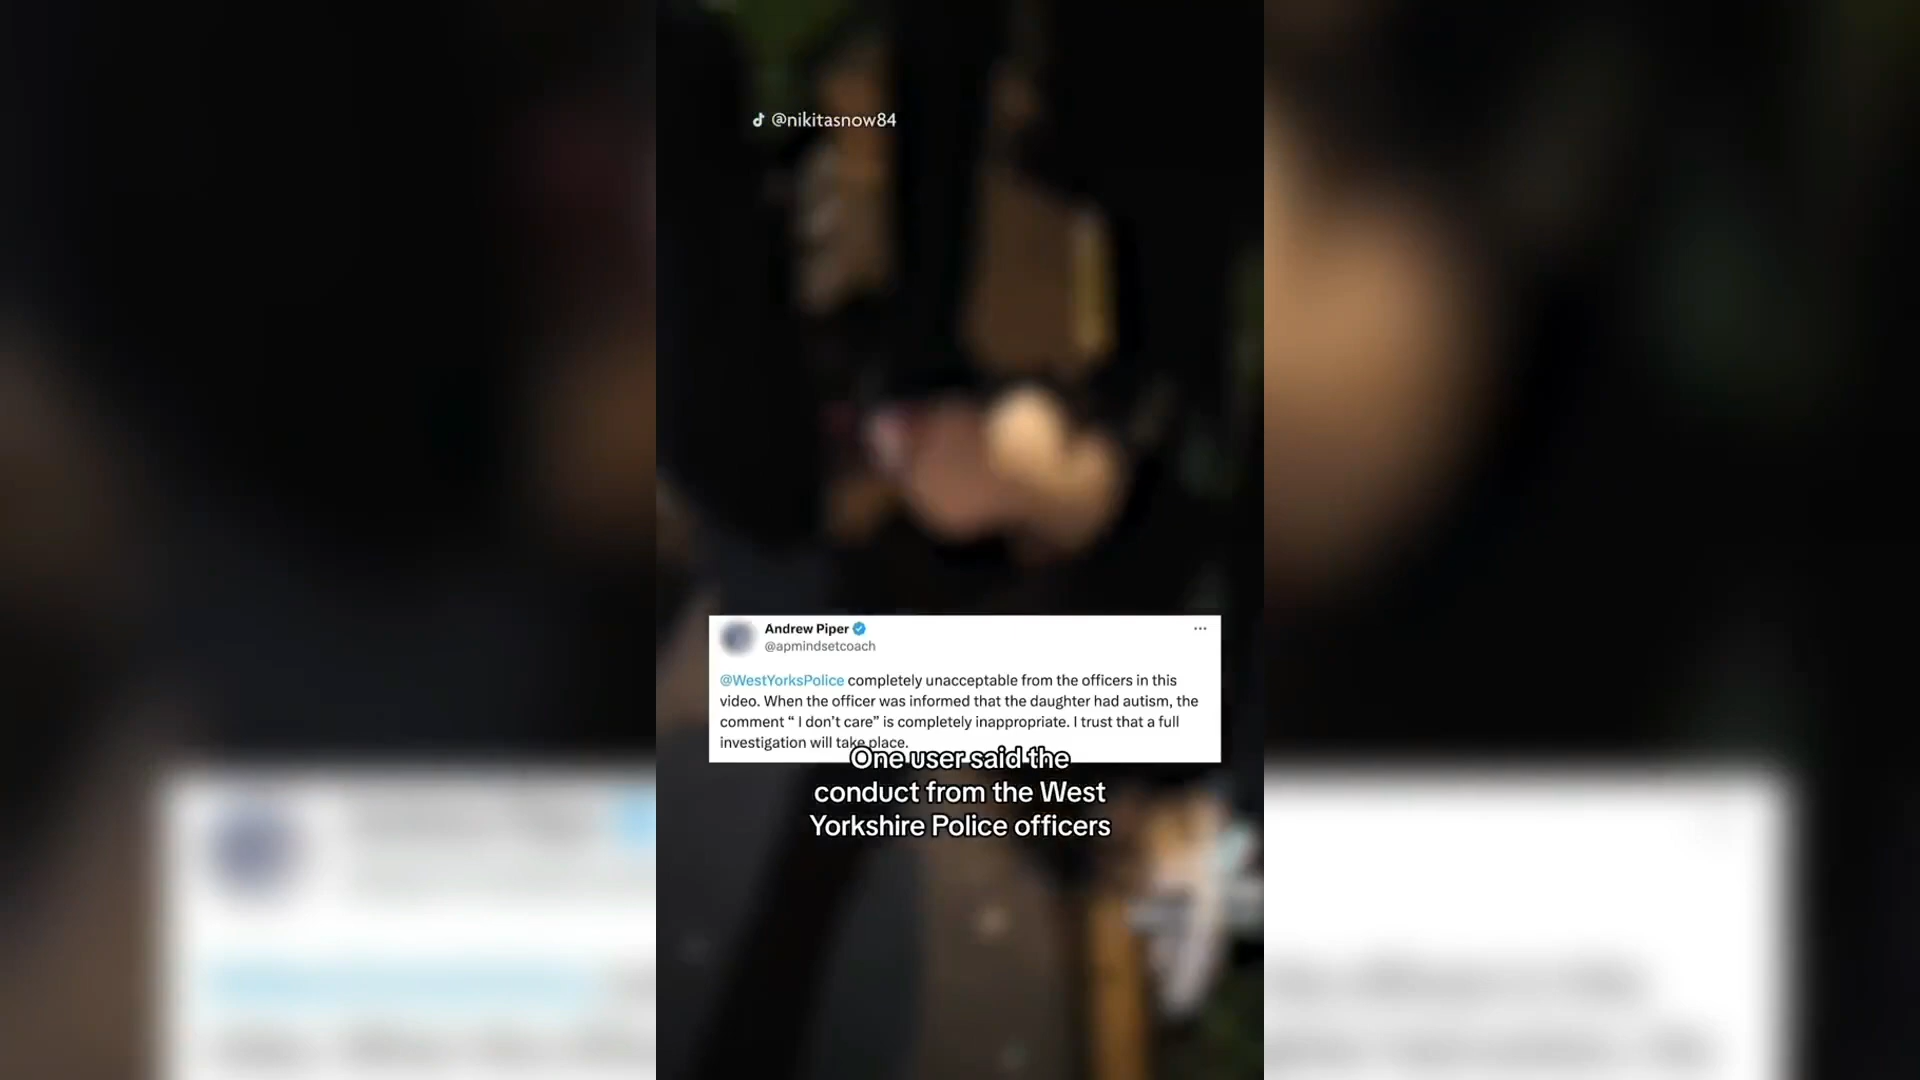 @nikitasnow84
Andrew Piper
@apmindsetcoach
@WestYorksPolice completely unacceptable from the officers in this
video. When the officer was informed that the daughter had autism, the
comment “ I don’t care” is completely inappropriate. I trust that a full
investigation will take place.
One user said the
conduct from the West
Yorkshire Police officers